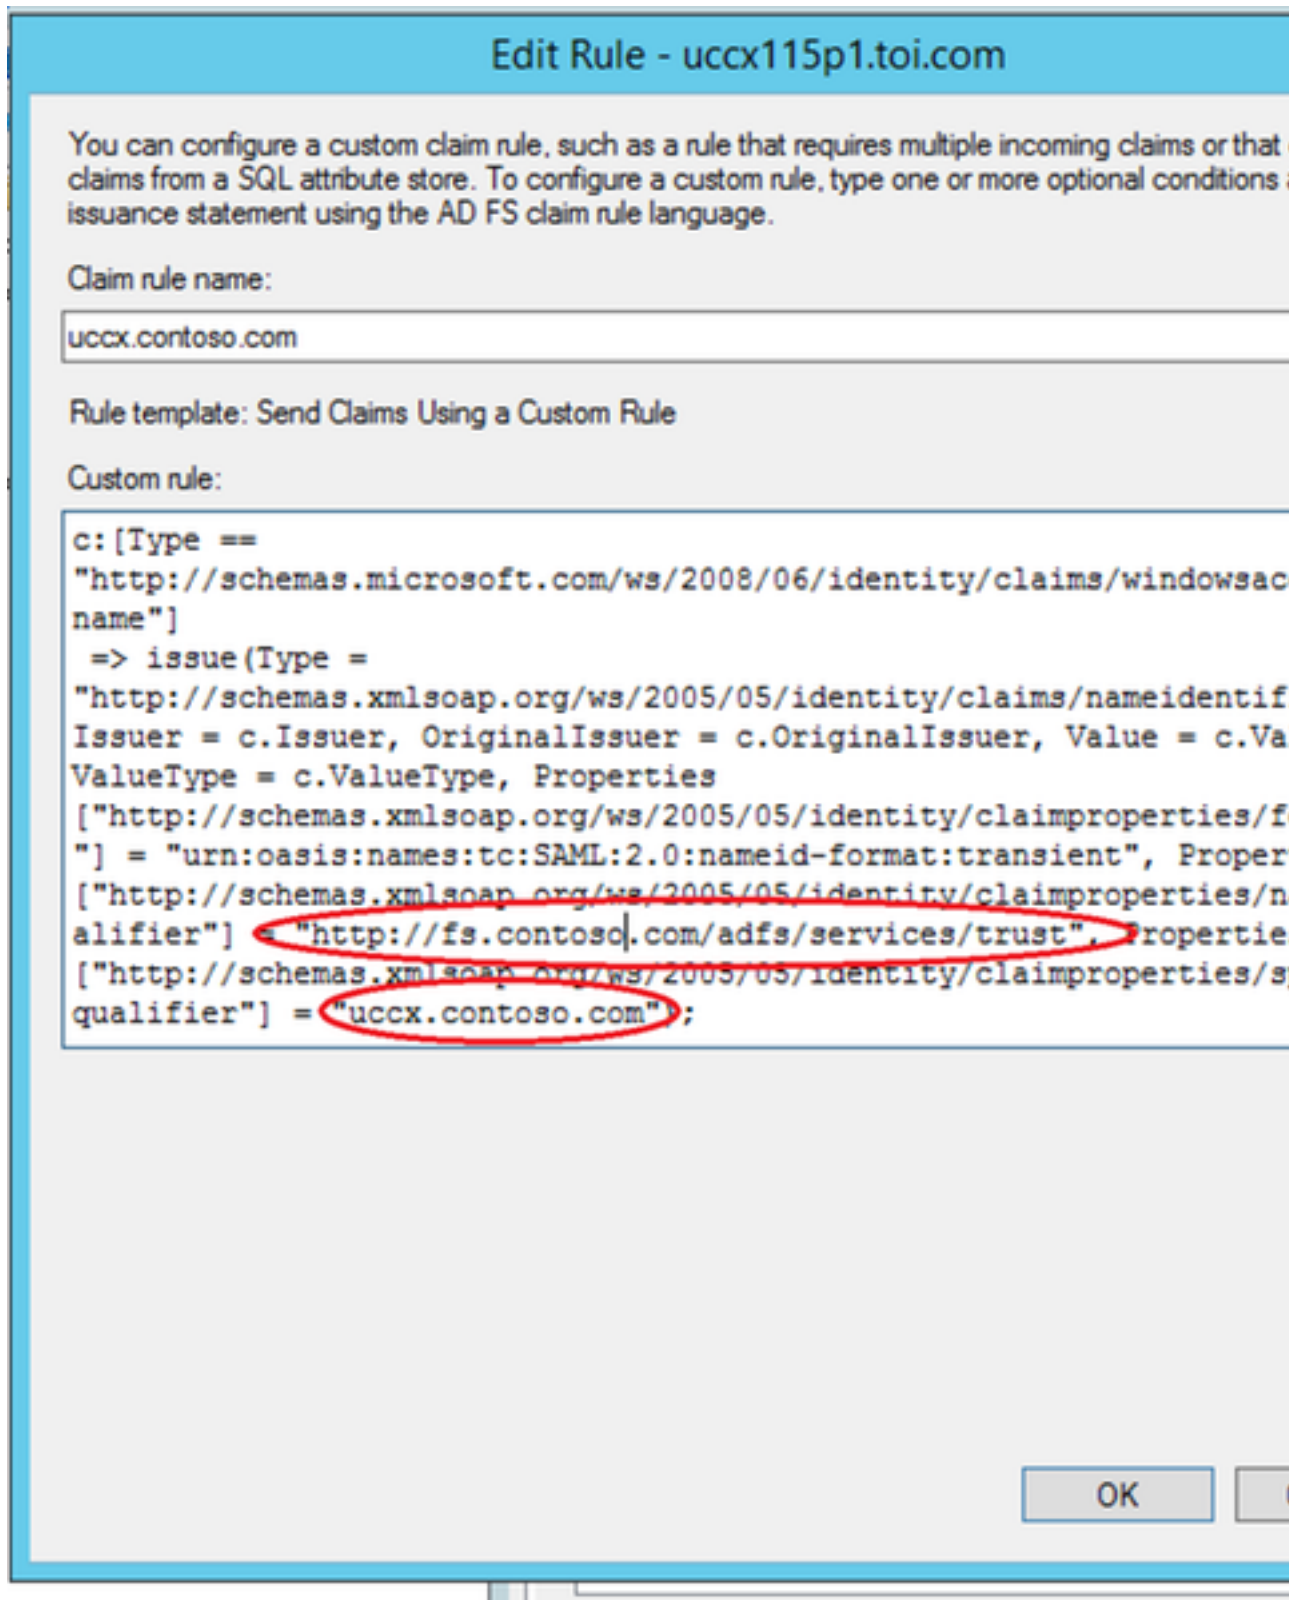 Edit Rule - uccx115p1.toi.com
You can configure a custom claim rule, such as a rule that requires multiple incoming claims or that
claims from a SQL attribute store. To configure a custom rule, type one or more optional conditions
issuance statement using the AD FS claim rule language.
Claim rule name:
uccx.contoso.com
Rule template: Send Claims Using a Custom Rule
Custom rule:
c:[Type ==
"http://schemas.microsoft.com/ws/2008/06/identity/claims/windowsac
name"]
=> issue(Type =
"http://schemas.xmlsoap.org/ws/2005/05/identity/claims/nameidentif
Issuer = c.Issuer, OriginalIssuer = c.OriginalIssuer, Value = c.Va
ValueType = c.ValueType, Properties
["http://schemas.xmlsoap.org/ws/2005/05/identity/claimproperties/f
"] = "urn:oasis:names:tc:SAML:2.0:nameid-format:transient", Proper
["http://schemas.xmlsoap.org/ws/2005/05/identity/claimproperties/n
alifier"] = "http://fs.contoso.com/adfs/services/trust", Propertie
["http://schemas.xmlsoap.org/ws/2005/05/identity/claimproperties/s
qualifier"] = "uccx.contoso.com");
OK